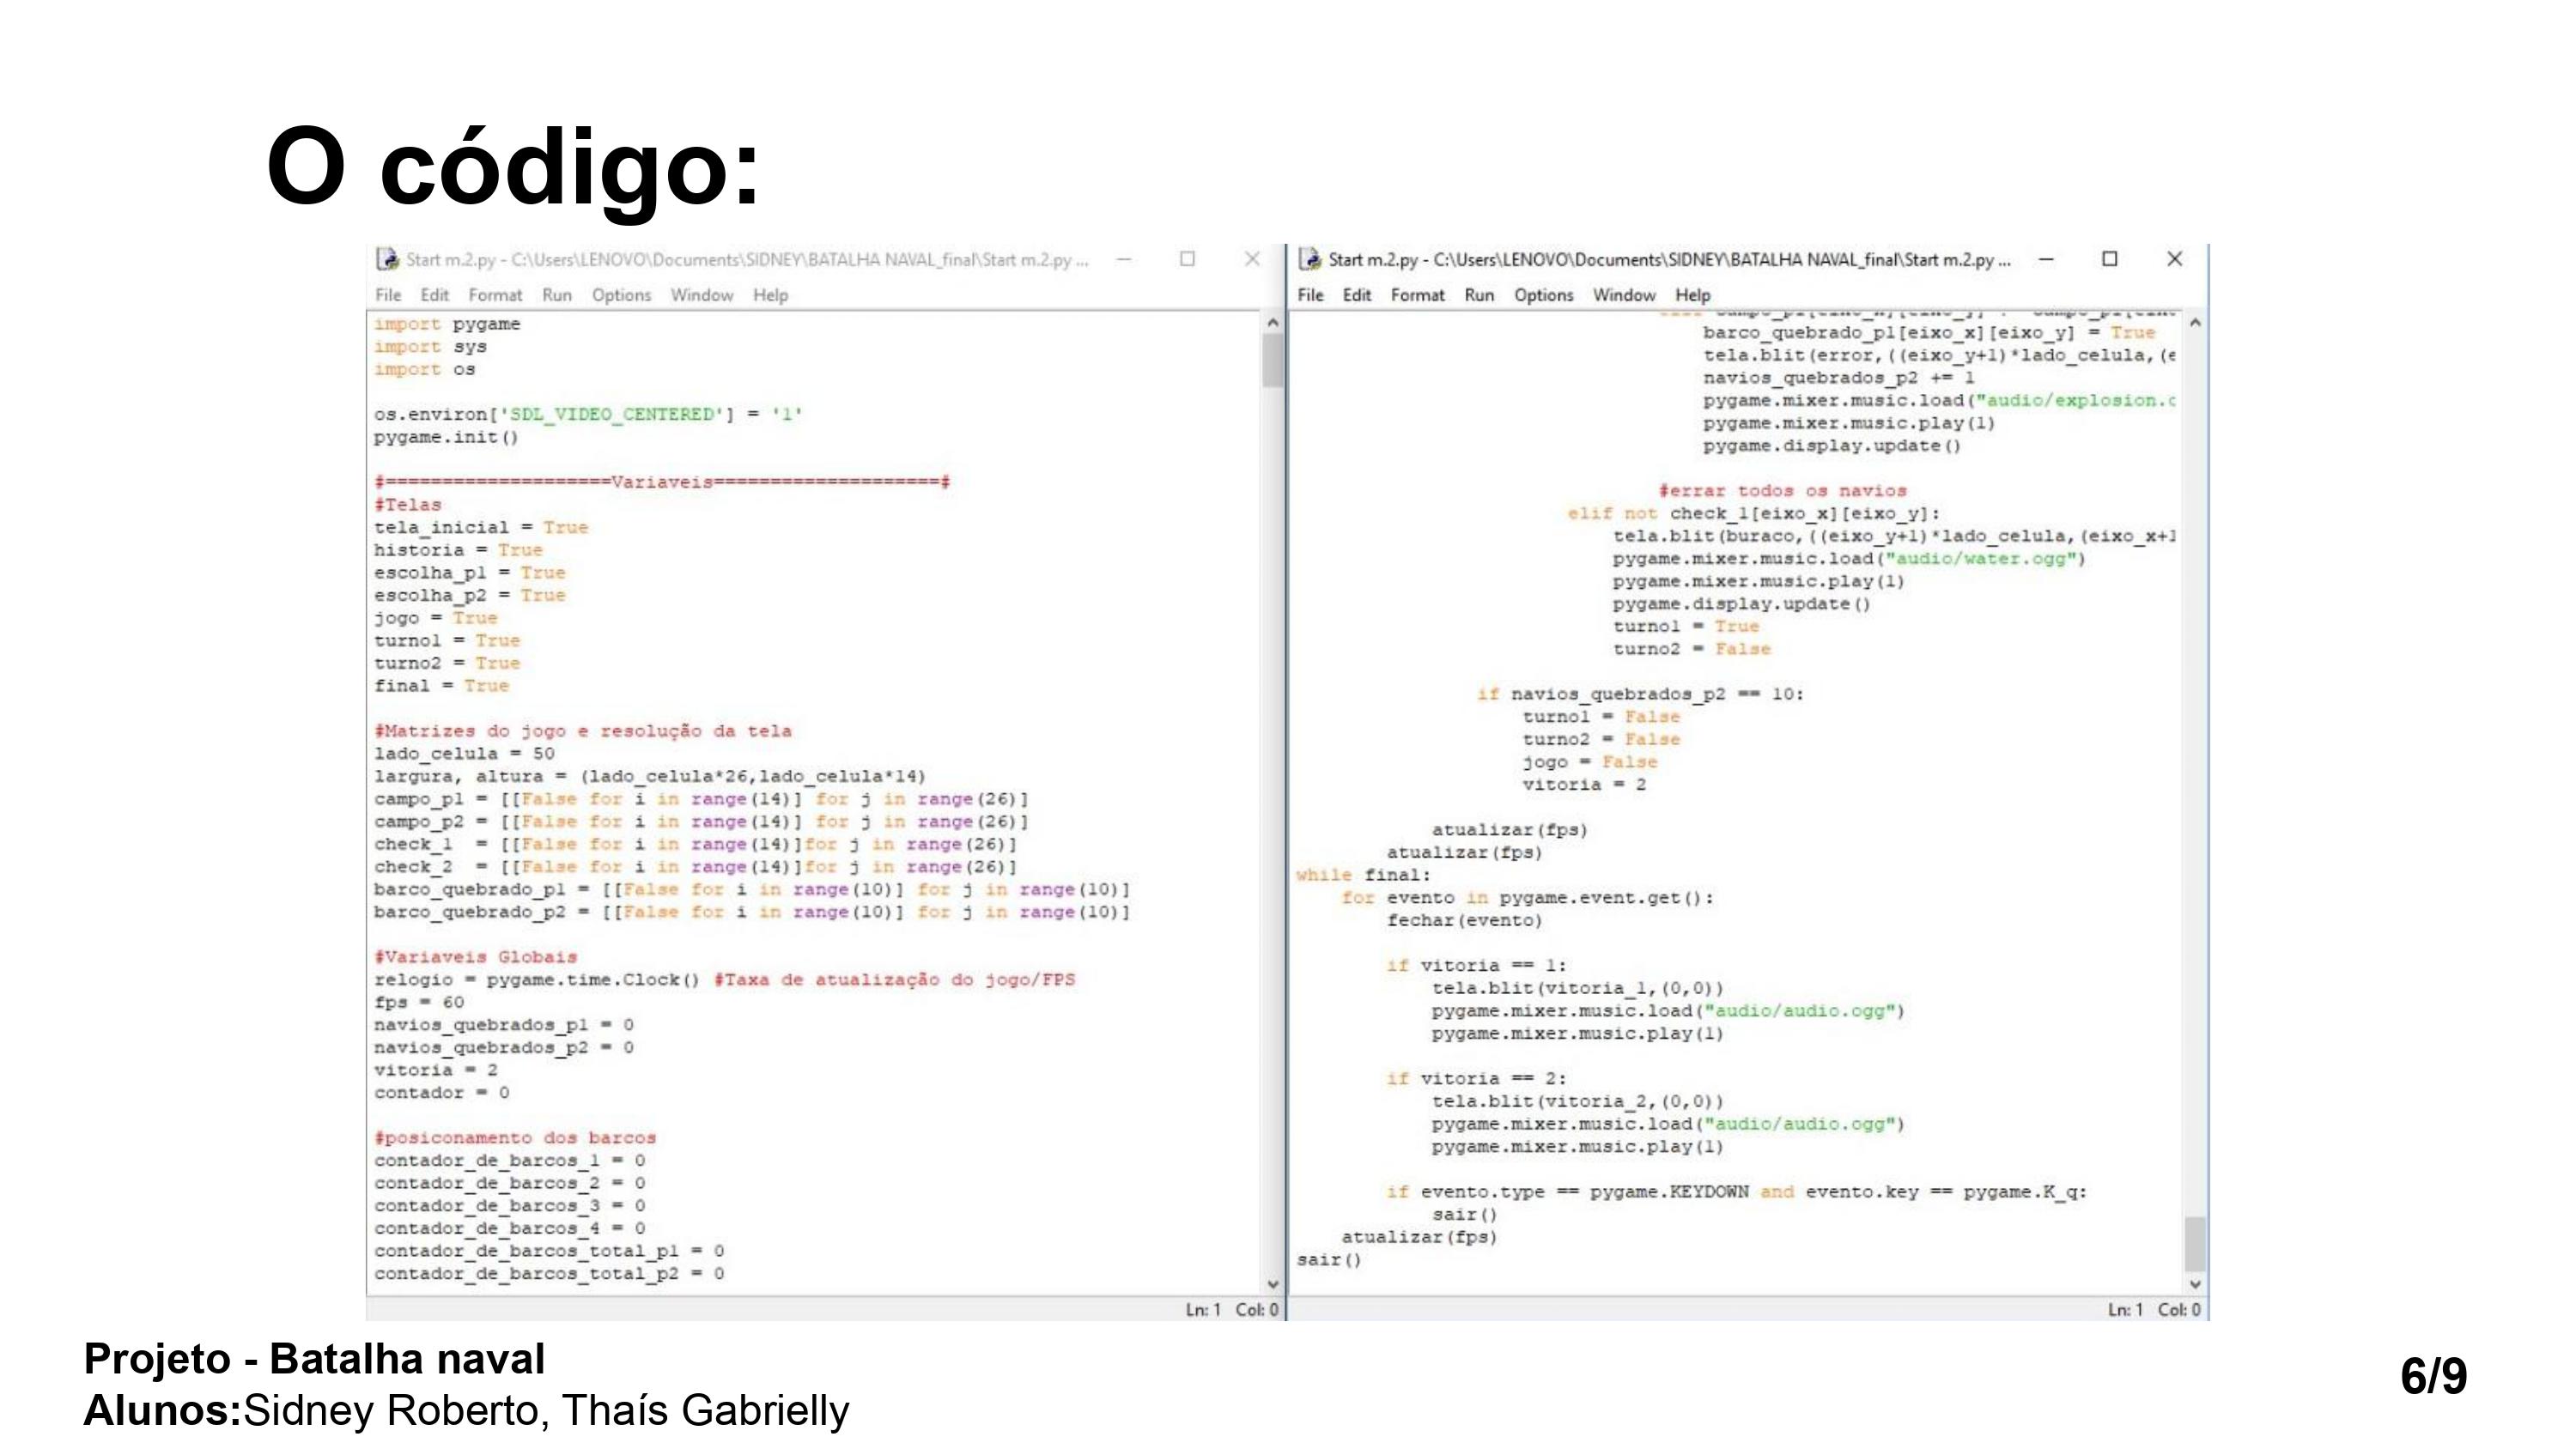 O código:
Start m.2.py - C:\Users\LENOVO\Documents\SIDNEY\BATALHA NAVAL_final\Start m.2.py ...
File Edit Format Run Options Window Help
import pygame
import sys
import os
os.environ['SDL_VIDEO_CENTERED'] = '1'
pygame.init()
#====================Variaveis====================#
#Telas
tela_inicial = True
historia = True
escolha_p1 = True
escolha_p2 = True
jogo = True
turno1 = True
turno2 = True
final = True
#Matrizes do jogo e resolução da tela
lado_celula = 50
largura, altura = (lado_celula*26,lado_celula*14)
campo_p1 = [[False for i in range(14)] for j in range(26)]
campo_p2 = [[False for i in range(14)] for j in range(26)]
check_1  = [[False for i in range(14)]for j in range(26)]
check_2  = [[False for i in range(14)]for j in range(26)]
barco_quebrado_p1 = [[False for i in range(10)] for j in range(10)]
barco_quebrado_p2 = [[False for i in range(10)] for j in range(10)]
#Variaveis Globais
relogio = pygame.time.Clock() #Taxa de atualização do jogo/FPS
fps = 60
navios_quebrados_p1 = 0
navios_quebrados_p2 = 0
vitoria = 2
contador = 0
#posiconamento dos barcos
contador_de_barcos_1 = 0
contador_de_barcos_2 = 0
contador_de_barcos_3 = 0
contador_de_barcos_4 = 0
contador_de_barcos_total_p1 = 0
contador_de_barcos_total_p2 = 0
Ln: 1 Col: 0
Start m.2.py - C:\Users\LENOVO\Documents\SIDNEY\BATALHA NAVAL_final\Start m.2.py ...
File Edit Format Run Options Window Help
barco_quebrado_p1[eixo_x][eixo_y] = True
tela.blit(error,((eixo_y+1)*lado_celula,(e
navios_quebrados_p2 += 1
pygame.mixer.music.load("audio/explosion.o
pygame.mixer.music.play(1)
pygame.display.update()
#errar todos os navios
elif not check_1[eixo_x][eixo_y]:
tela.blit(buraco,((eixo_y+1)*lado_celula,(eixo_x+1
pygame.mixer.music.load("audio/water.ogg")
pygame.mixer.music.play(1)
pygame.display.update()
turno1 = True
turno2 = False
if navios_quebrados_p2 == 10:
turno1 = False
turno2 = False
jogo = False
vitoria = 2
atualizar(fps)
atualizar(fps)
while final:
for evento in pygame.event.get():
fechar(evento)
if vitoria == 1:
tela.blit(vitoria_1,(0,0))
pygame.mixer.music.load("audio/audio.ogg")
pygame.mixer.music.play(1)
if vitoria == 2:
tela.blit(vitoria_2,(0,0))
pygame.mixer.music.load("audio/audio.ogg")
pygame.mixer.music.play(1)
if evento.type == pygame.KEYDOWN and evento.key == pygame.K_q:
sair()
atualizar(fps)
sair()
Ln: 1 Col: 0
Projeto - Batalha naval
Alunos:Sidney Roberto, Thaís Gabrielly
6/9